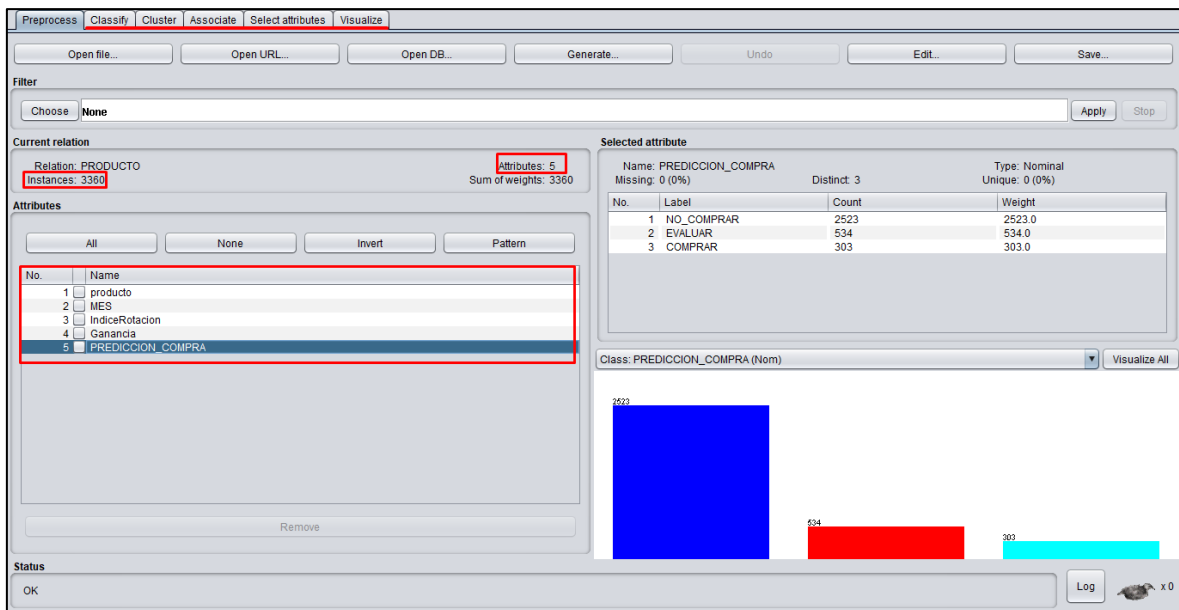 Preprocess Classify Cluster Associate Select attributes Visualize
Open file... Open URL... Open DB... Generate... Undo Edit... Save...
Filter
Choose None Apply Stop
Current relation
Relation: PRODUCTO Attributes: 5
Instances: 3360 Sum of weights: 3360
Attributes
All None Invert Pattern
No. Name
1 producto
2 MES
3 IndiceRotacion
4 Ganancia
5 PREDICCION_COMPRA
Remove
Selected attribute
Name: PREDICCION_COMPRA Type: Nominal
Missing: 0 (0%) Distinct: 3 Unique: 0 (0%)
No. Label Count Weight
1 NO_COMPRAR 2523 2523.0
2 EVALUAR 534 534.0
3 COMPRAR 303 303.0
Class: PREDICCION_COMPRA (Nom) Visualize All
2523
534
303
Status
OK Log x 0